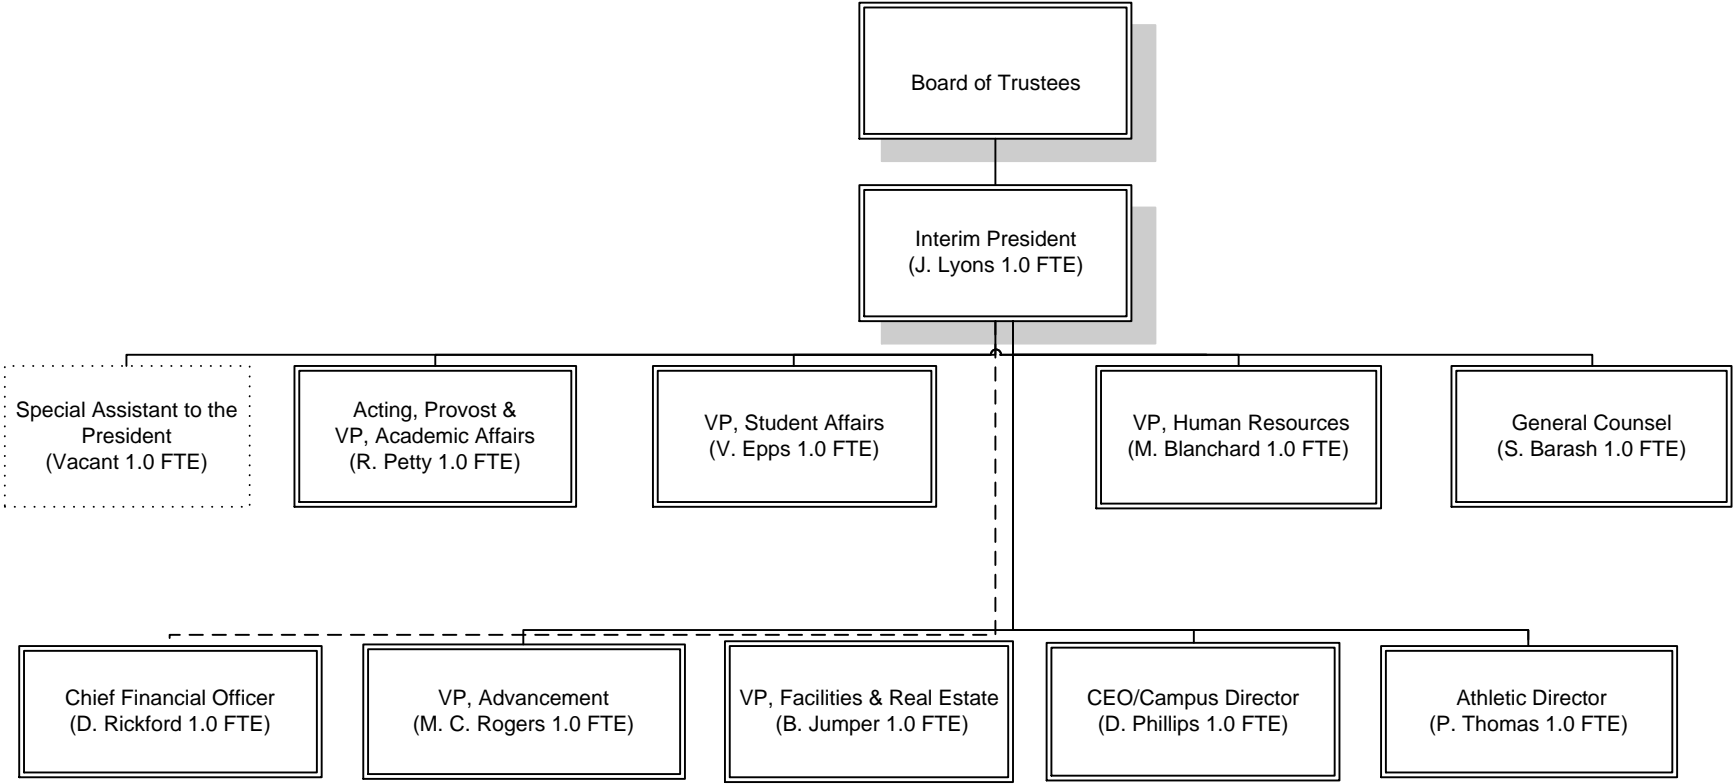 Board of Trustees
Interim President
(J. Lyons 1.0 FTE)
Special Assistant to the
President
(Vacant 1.0 FTE)
Acting, Provost &
VP, Academic Affairs
(R. Petty 1.0 FTE)
VP, Student Affairs
(V. Epps 1.0 FTE)
VP, Human Resources
(M. Blanchard 1.0 FTE)
General Counsel
(S. Barash 1.0 FTE)
Chief Financial Officer
(D. Rickford 1.0 FTE)
VP, Advancement
(M. C. Rogers 1.0 FTE)
VP, Facilities & Real Estate
(B. Jumper 1.0 FTE)
CEO/Campus Director
(D. Phillips 1.0 FTE)
Athletic Director
(P. Thomas 1.0 FTE)